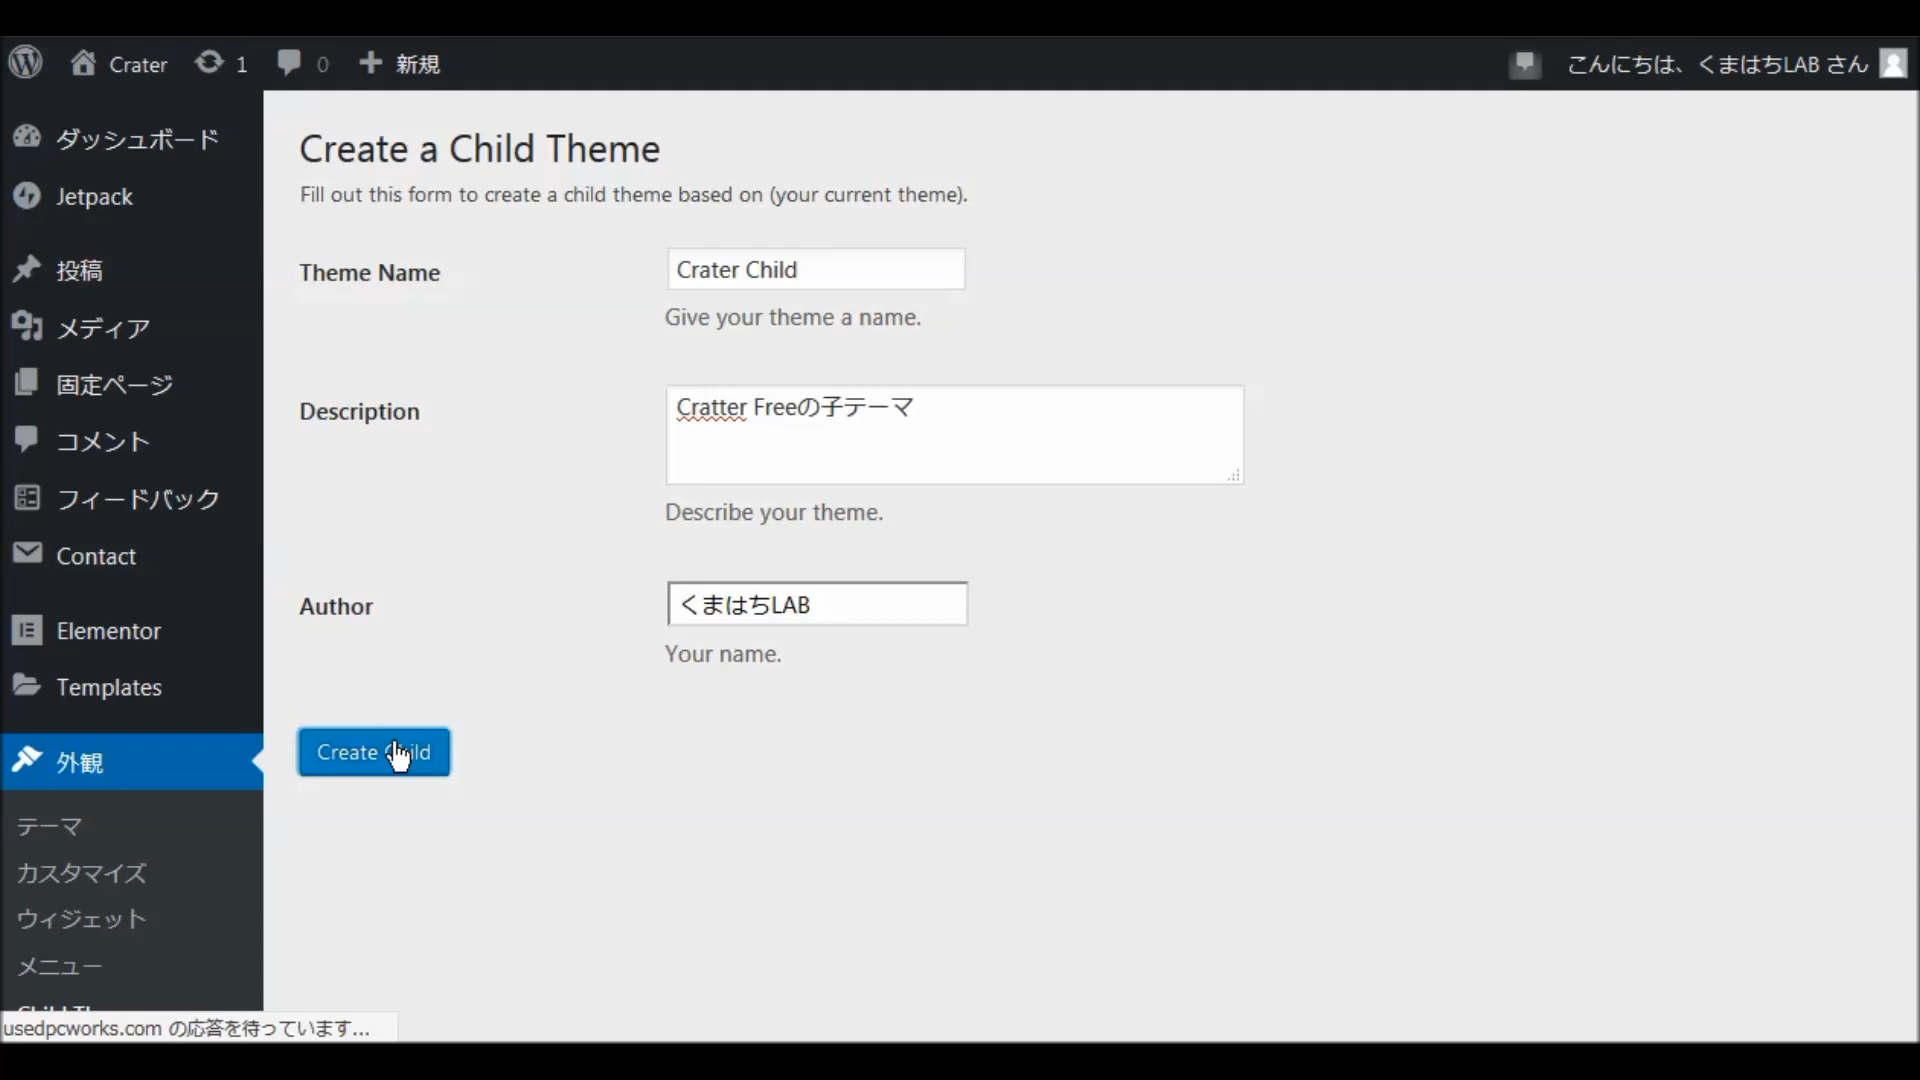 Crater 1 0 新規 こんにちは、くまはちLAB さん
ダッシュボード
Jetpack
投稿
メディア
固定ページ
コメント
フィードバック
Contact
Elementor
Templates
外観
テーマ
カスタマイズ
ウィジェット
メニュー
usedpcworks.com の応答を待っています...
Create a Child Theme
Fill out this form to create a child theme based on (your current theme).
Theme Name Crater Child
Give your theme a name.
Description Cratter Freeの子テーマ
Describe your theme.
Author くまはちLAB
Your name.
Create